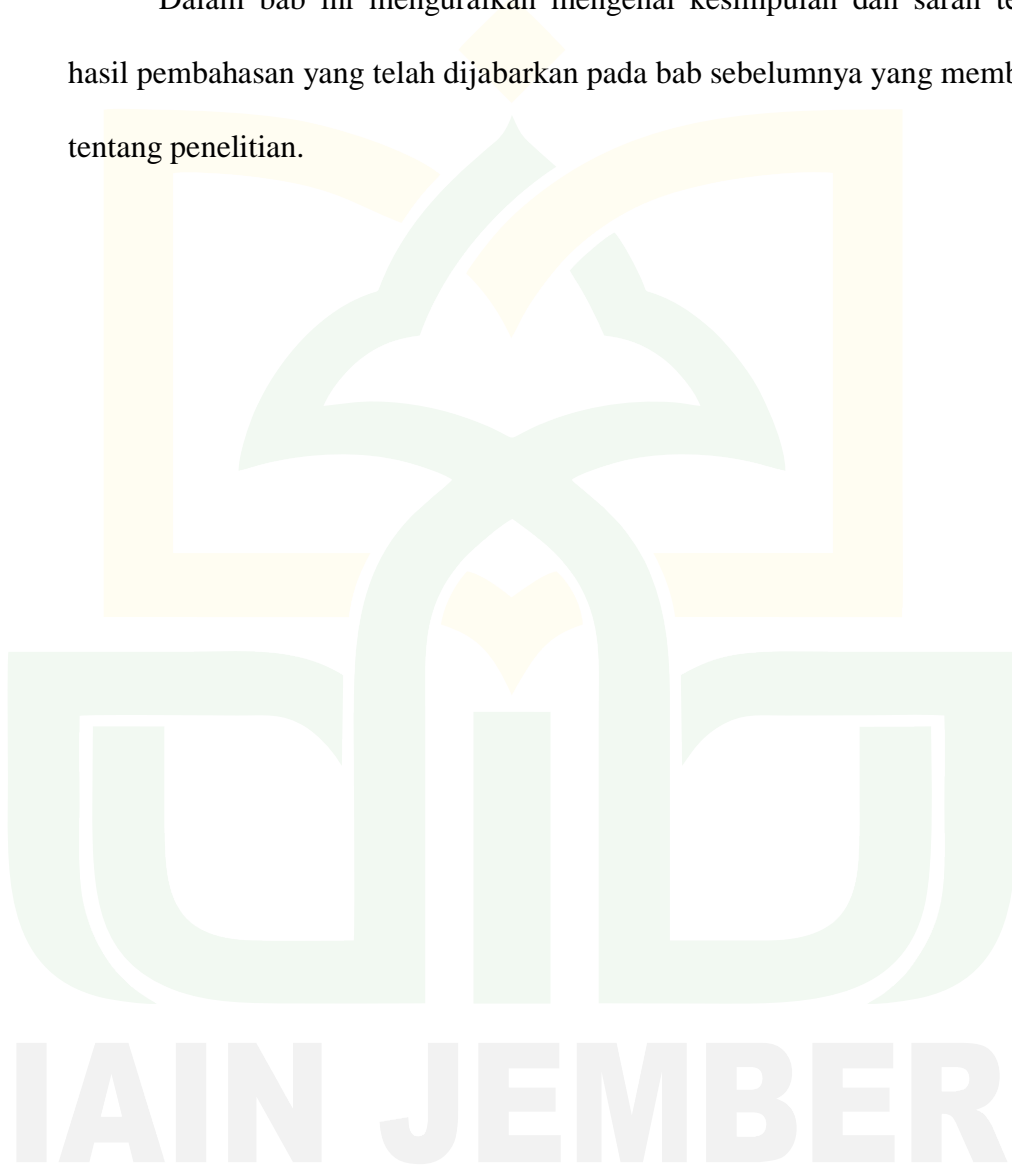 Dalam bab ini menguraikan mengenai kesimpulan dan saran
hasil pembahasan yang telah dijabarkan pada bab sebelumnya yang
tentang penelitian.
IAIN JEMBER